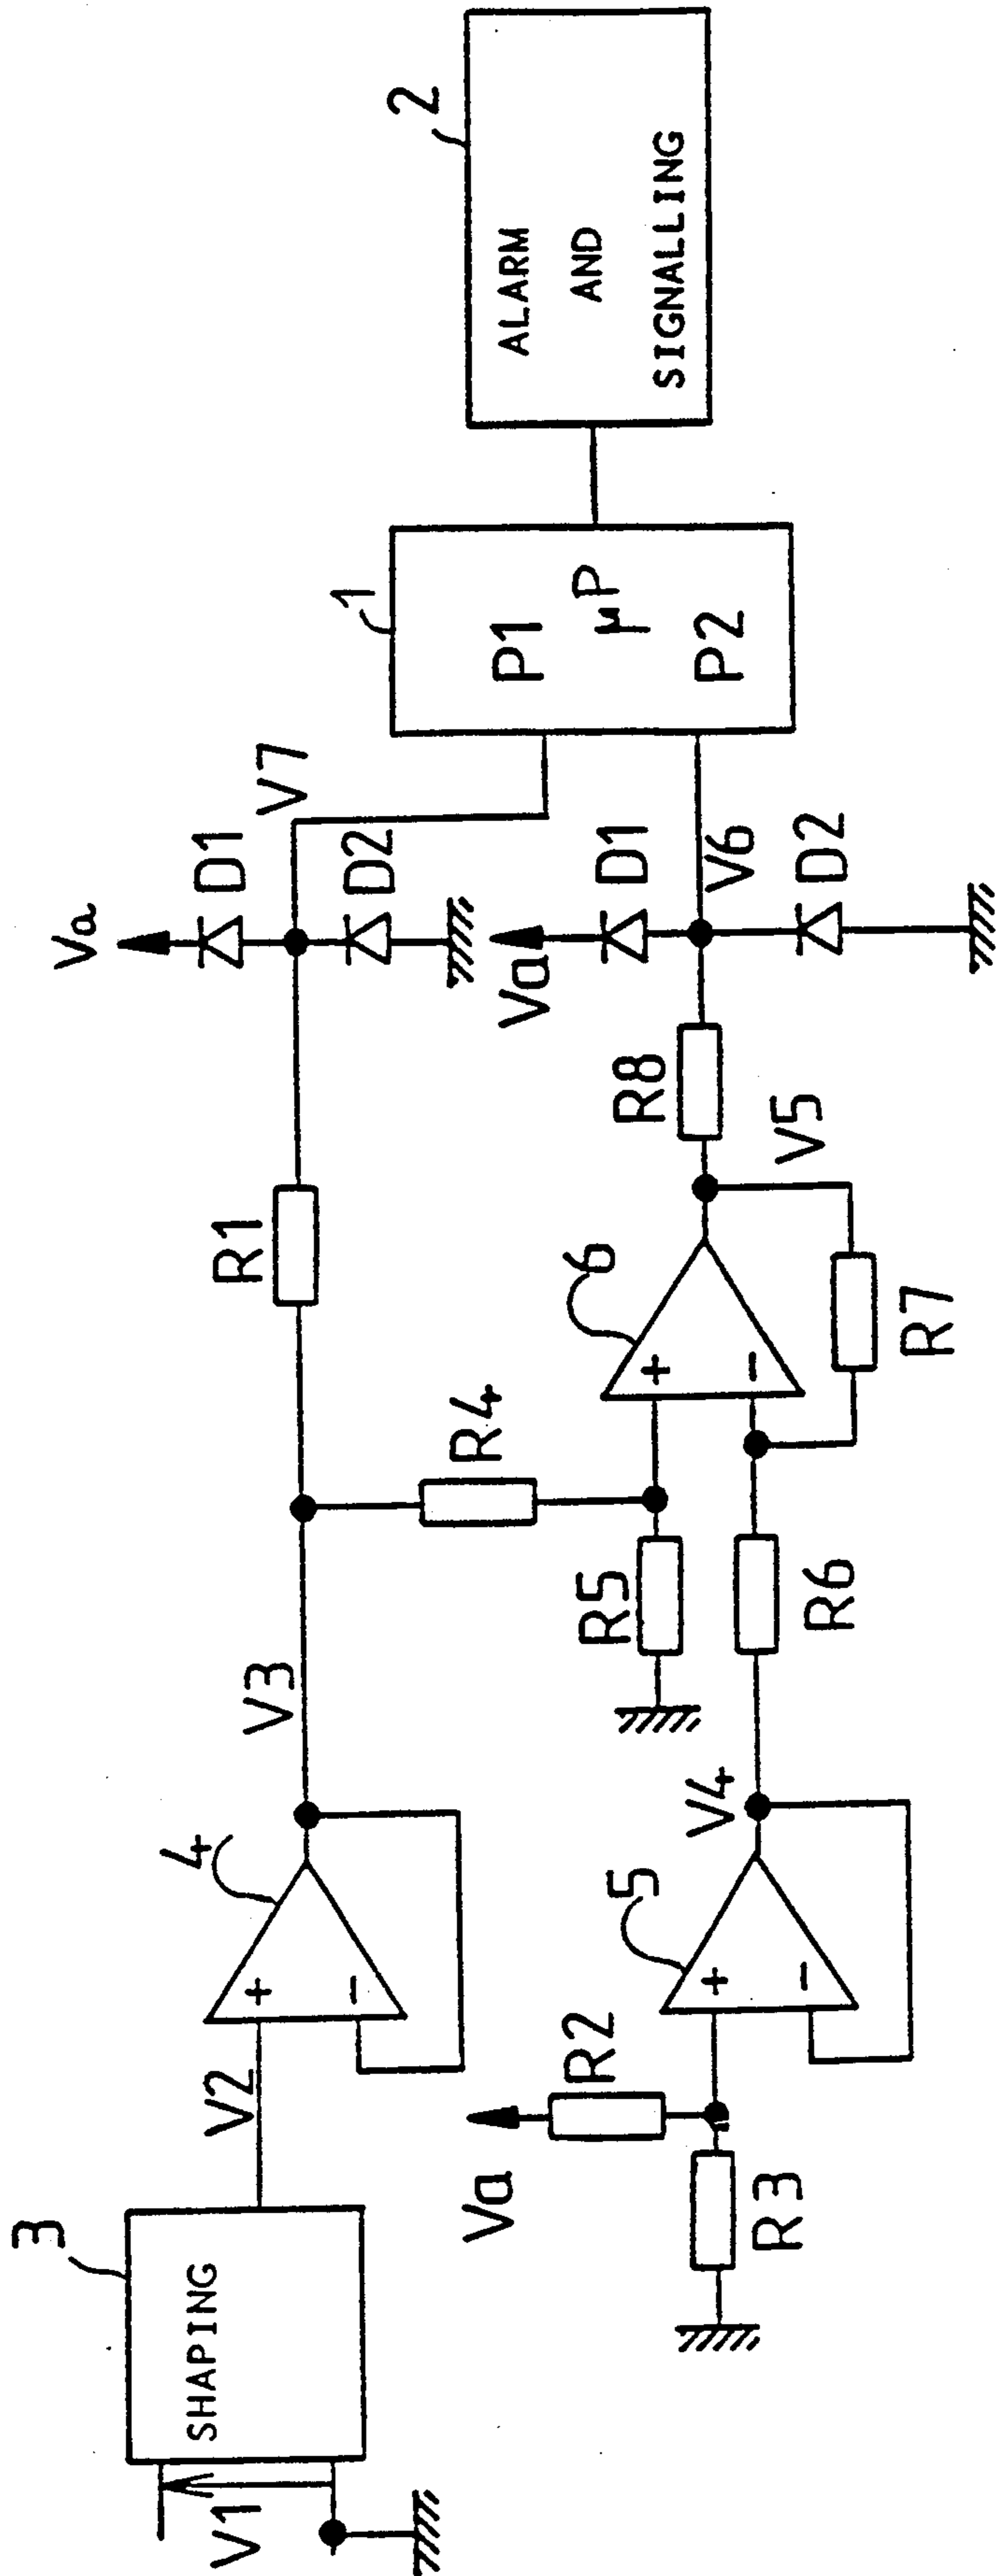 3
SHAPING
V1
V2
4
V3
R1
Va
D1
D2
V7
1
P1
µP
P2
2
ALARM
AND
SIGNALLING
Va
R2
R3
5
V4
R4
R5
R6
6
R7
V5
R8
Va
D1
V6
D2
+
−
+
−
+
−